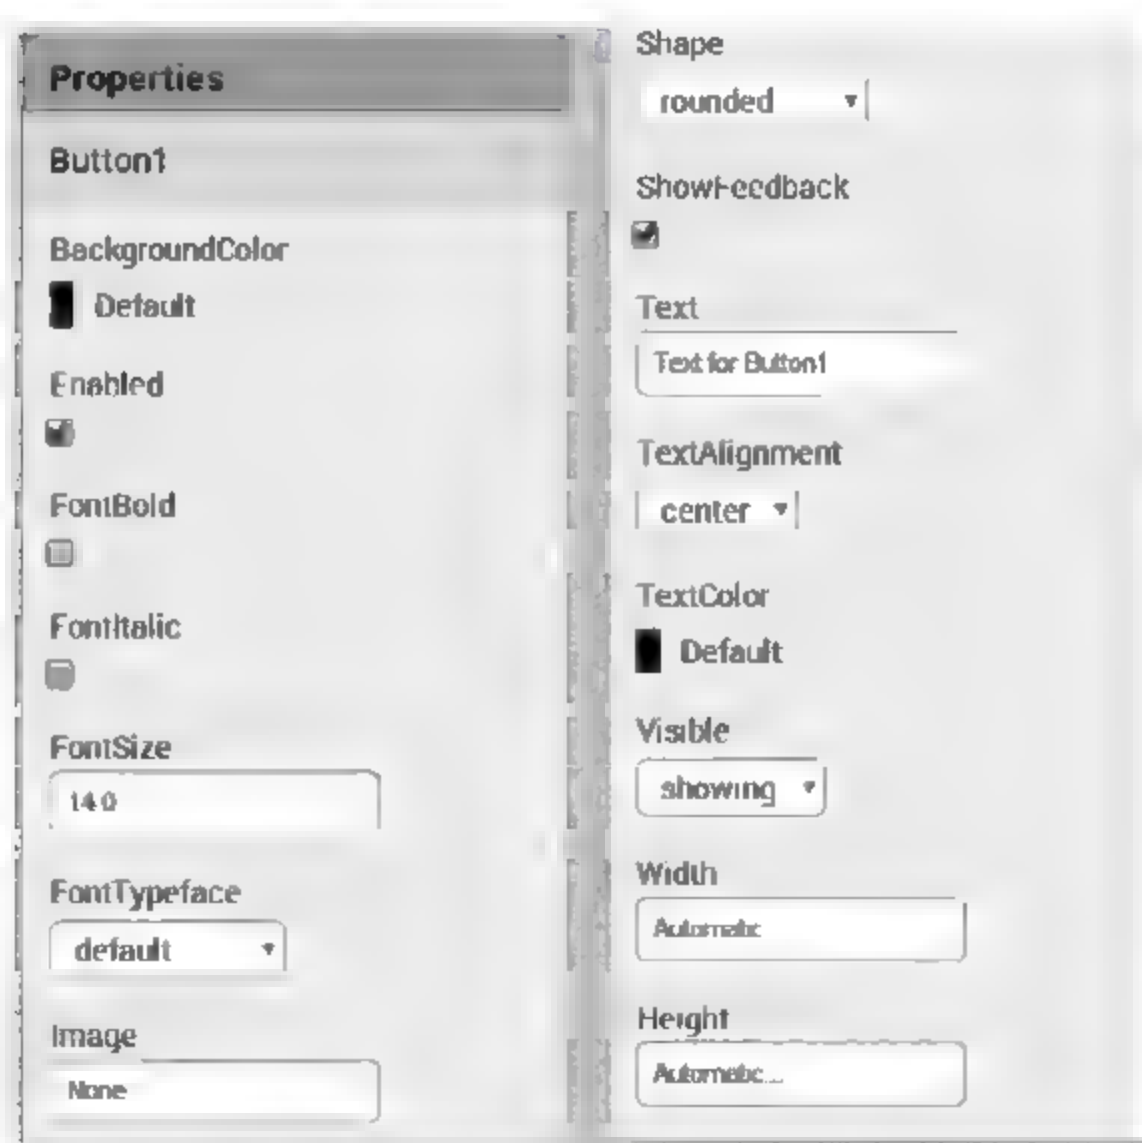 Properties
Button1
BackgroundColor
Default
Enabled
FontBold
FontItalic
FontSize
14.0
FontTypeface
default
Image
None
Shape
rounded
ShowFeedback
Text
Text for Button1
TextAlignment
center
TextColor
Default
Visible
showing
Width
Automatic
Height
Automatic...